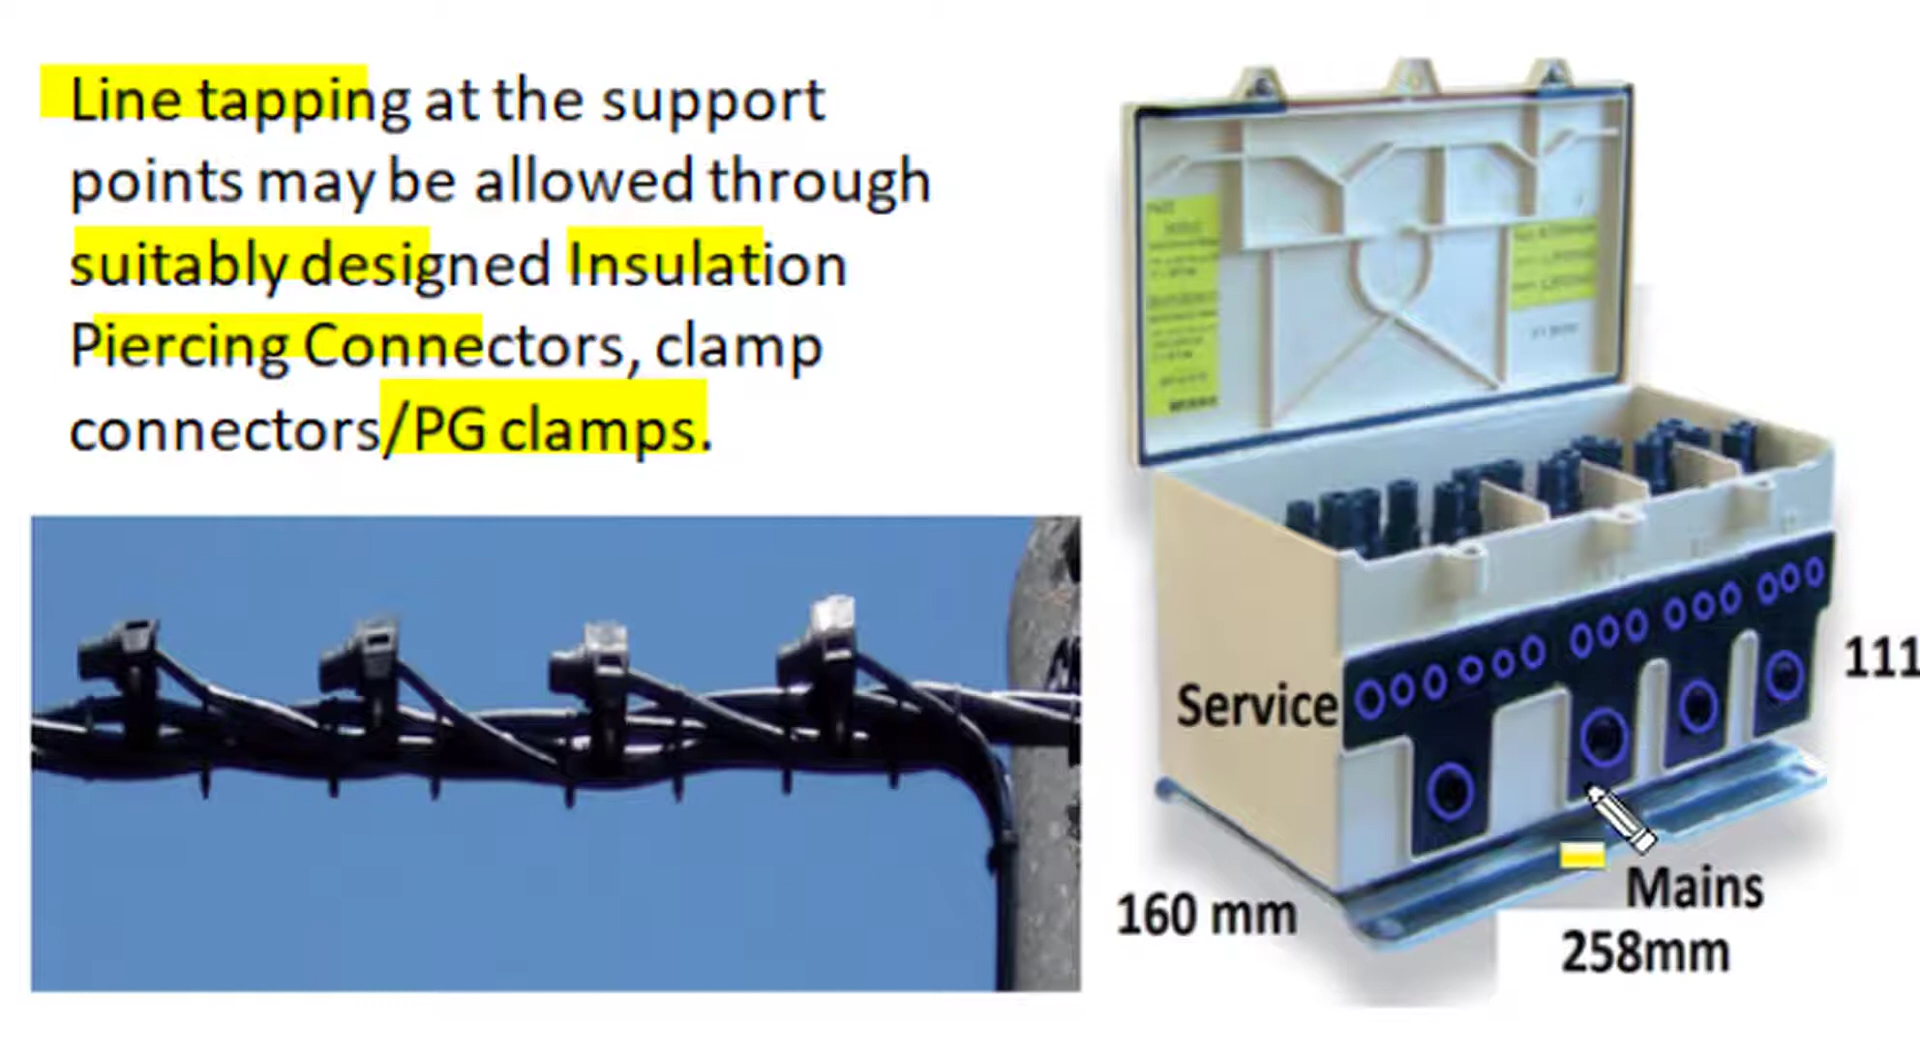 Line tapping at the support
points may be allowed through
suitably designed Insulation
Piercing Connectors, clamp
connectors/PG clamps.
Service
111
Mains
160 mm
258mm